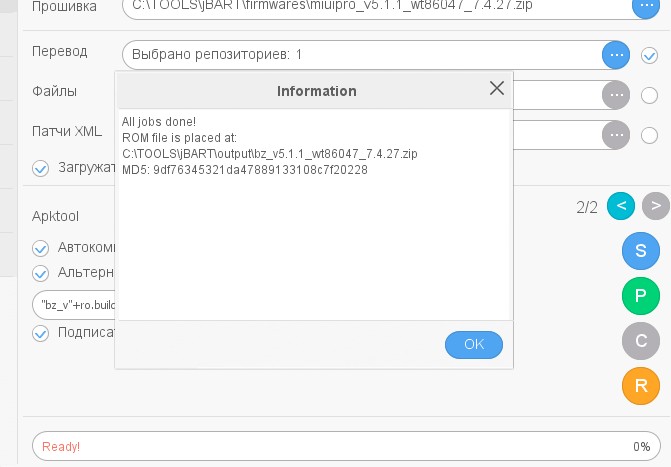 Прошивка C:\TOOLS\jBART\firmwares\miuipro_v5.1.1_wt86047_7.4.27.zip ...
Перевод Выбрано репозиториев: 1 ...
Information
Файлы ...
All jobs done!
Патчи XML ...
ROM file is placed at:
C:\TOOLS\jBART\output\bz_v5.1.1_wt86047_7.4.27.zip
MD5: 9df76345321da47889133108c7f20228
Загружат
Apktool 2/2 < >
Автоком
S
Альтерн
P
"bz_v"+ro.build
Подписат
C
OK
R
Ready! 0%